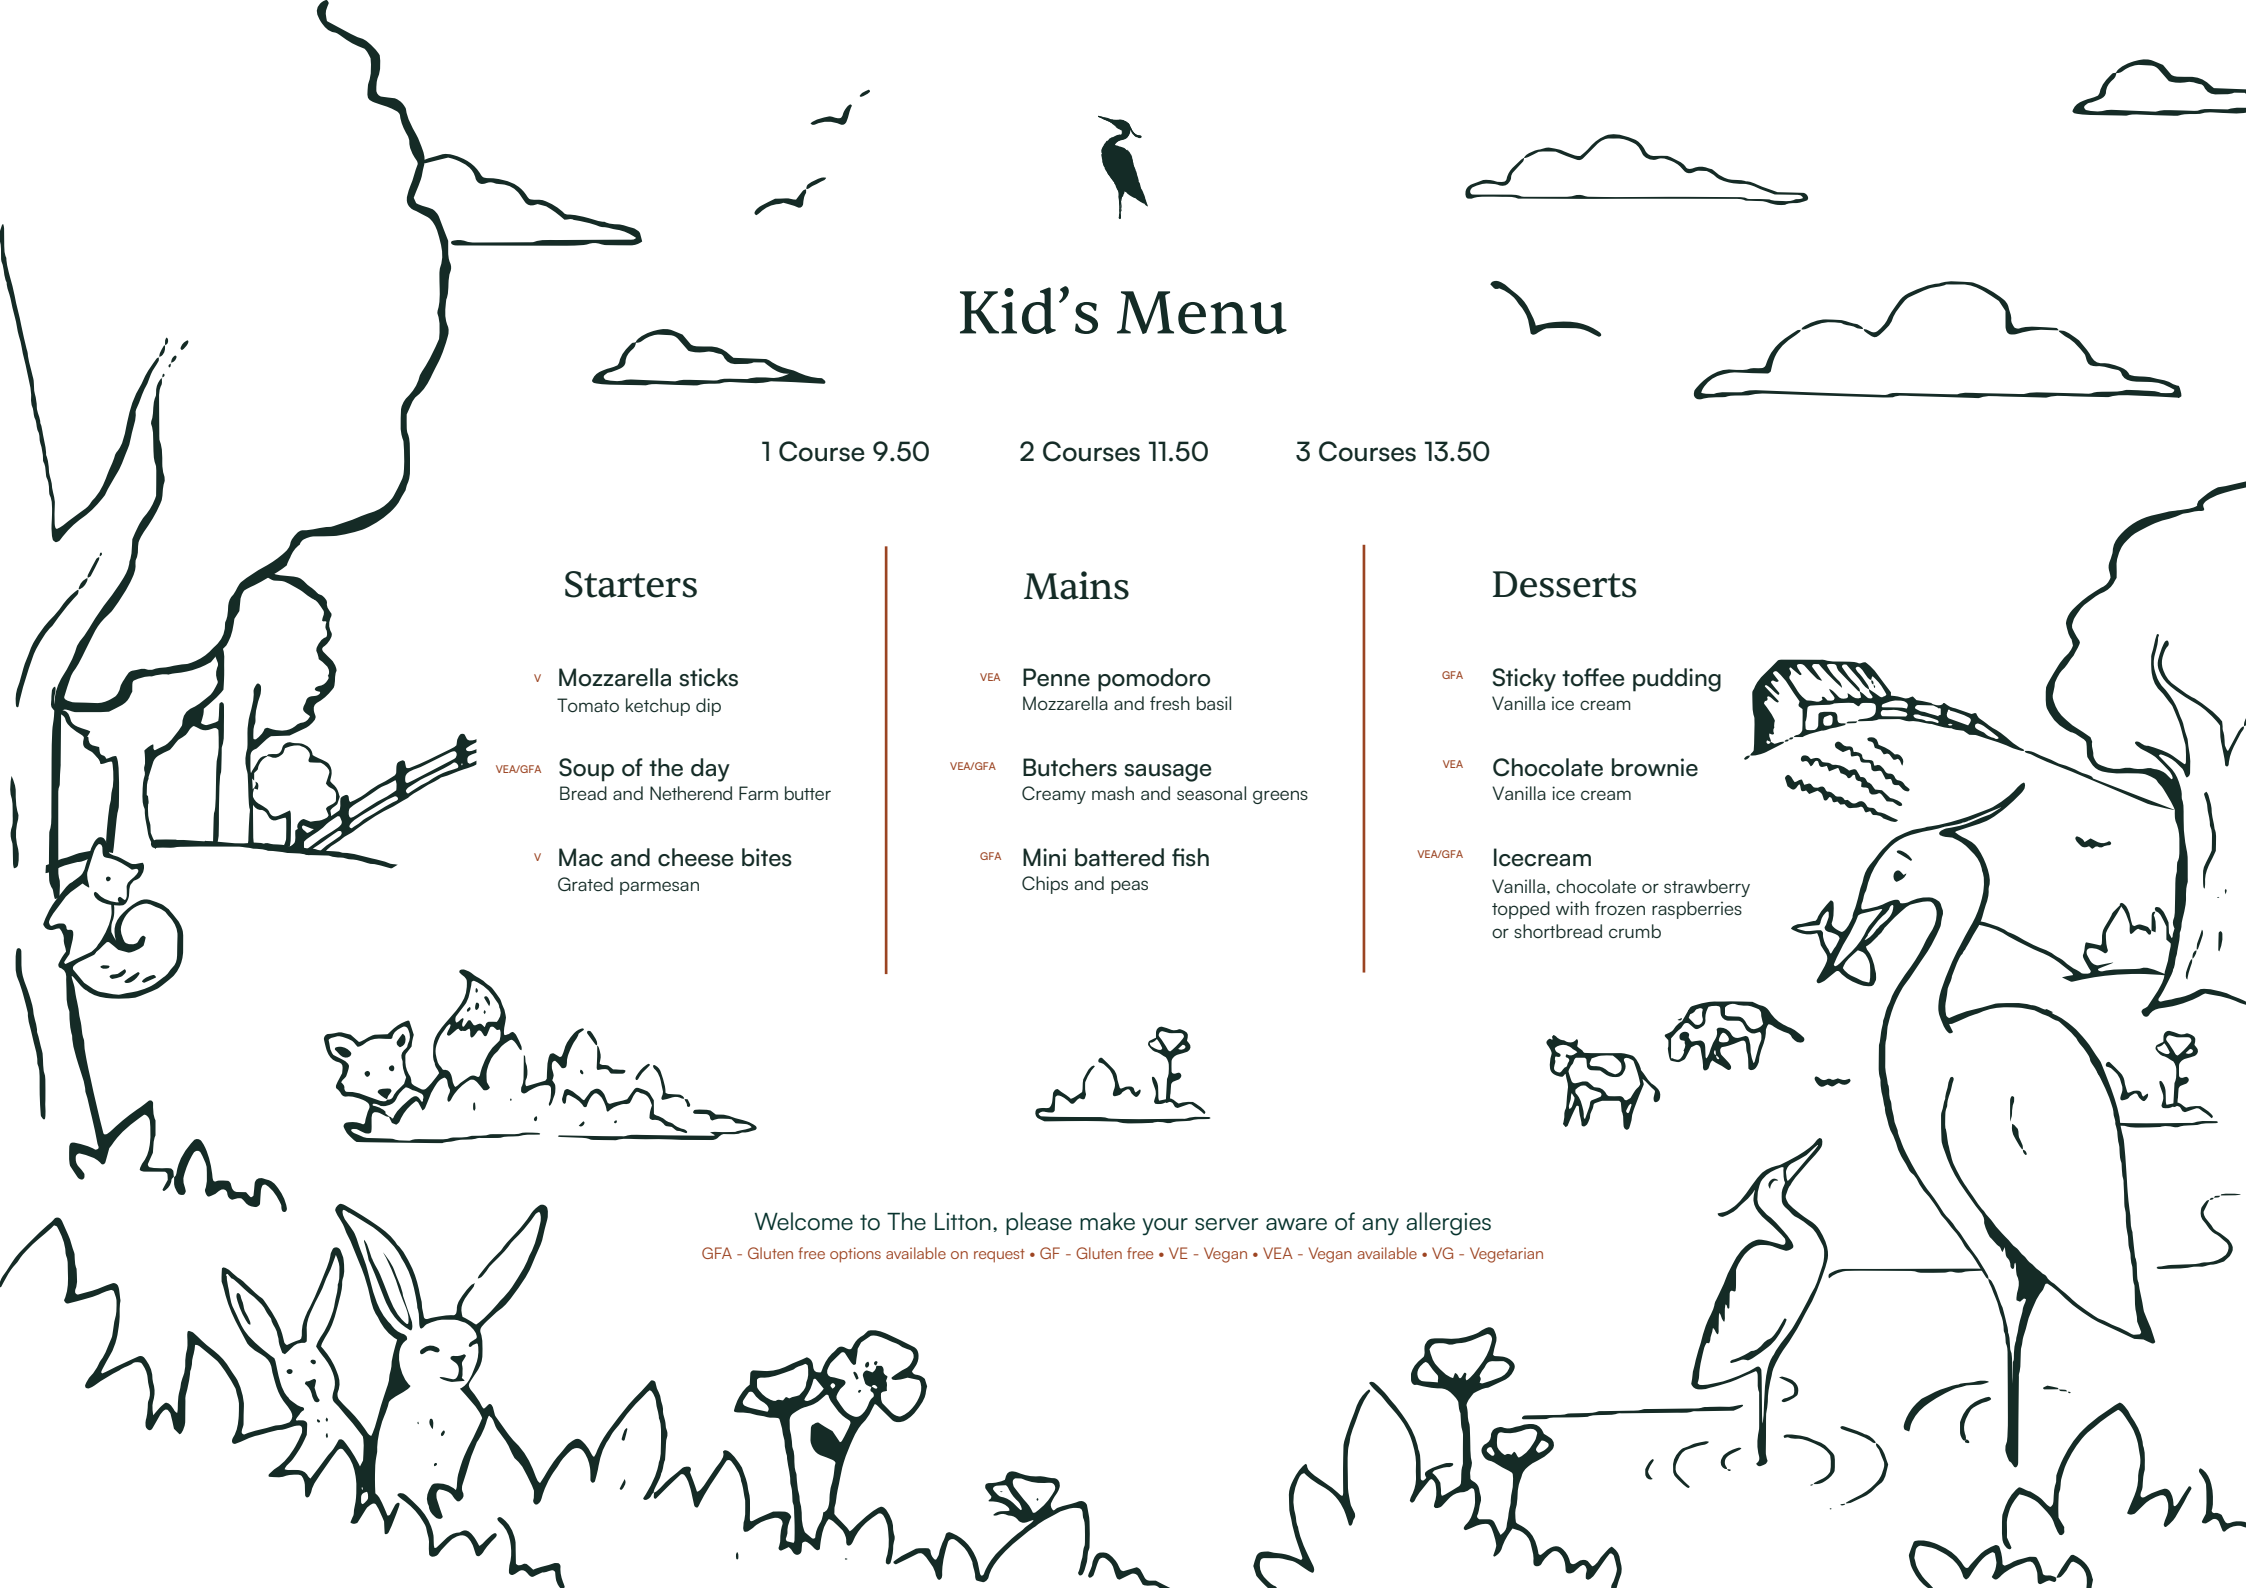 Kid’s Menu
1 Course 9.50
2 Courses 11.50
3 Courses 13.50
Starters
V Mozzarella sticks
Tomato ketchup dip
VEA/GFA Soup of the day
Bread and Netherend Farm butter
V Mac and cheese bites
Grated parmesan
Mains
VEA Penne pomodoro
Mozzarella and fresh basil
VEA/GFA Butchers sausage
Creamy mash and seasonal greens
GFA Mini battered fish
Chips and peas
Desserts
GFA Sticky toffee pudding
Vanilla ice cream
VEA Chocolate brownie
Vanilla ice cream
VEA/GFA Icecream
Vanilla, chocolate or strawberry
topped with frozen raspberries
or shortbread crumb
Welcome to The Litton, please make your server aware of any allergies
GFA - Gluten free options available on request • GF - Gluten free • VE - Vegan • VEA - Vegan available • VG - Vegetarian